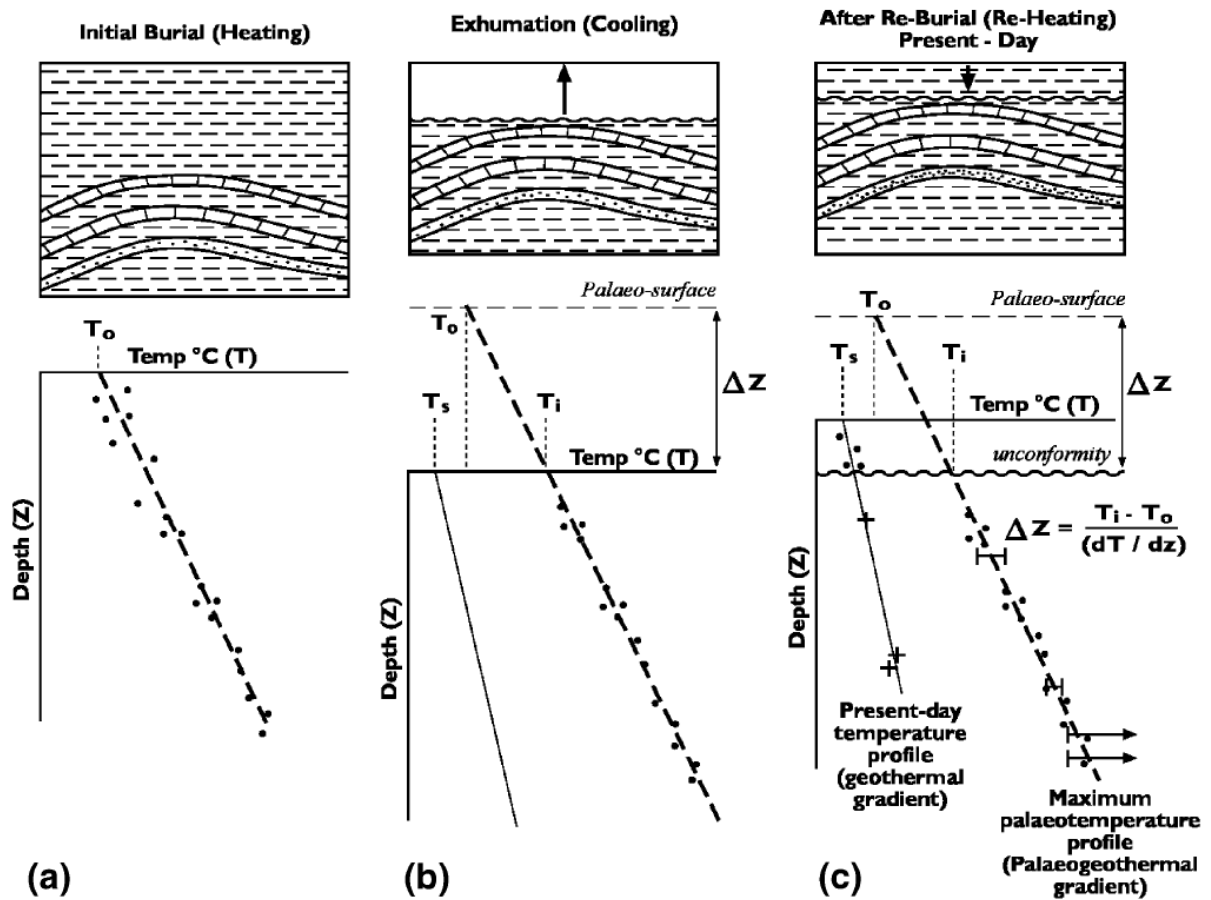 Initial Burial (Heating)
Exhumation (Cooling)
After Re-Burial (Re-Heating)
Present - Day
Palaeo-surface
Palaeo-surface
To
To
To
Temp °C (T)
Ts
Ti
ΔZ
Ts
Ti
ΔZ
Temp °C (T)
Temp °C (T)
unconformity
ΔZ = Ti - To
(dT / dz)
Depth (Z)
Depth (Z)
Depth (Z)
Present-day
temperature
profile
(geothermal
gradient)
Maximum
palaeotemperature
profile
(Palaeogeothermal
gradient)
(a)
(b)
(c)